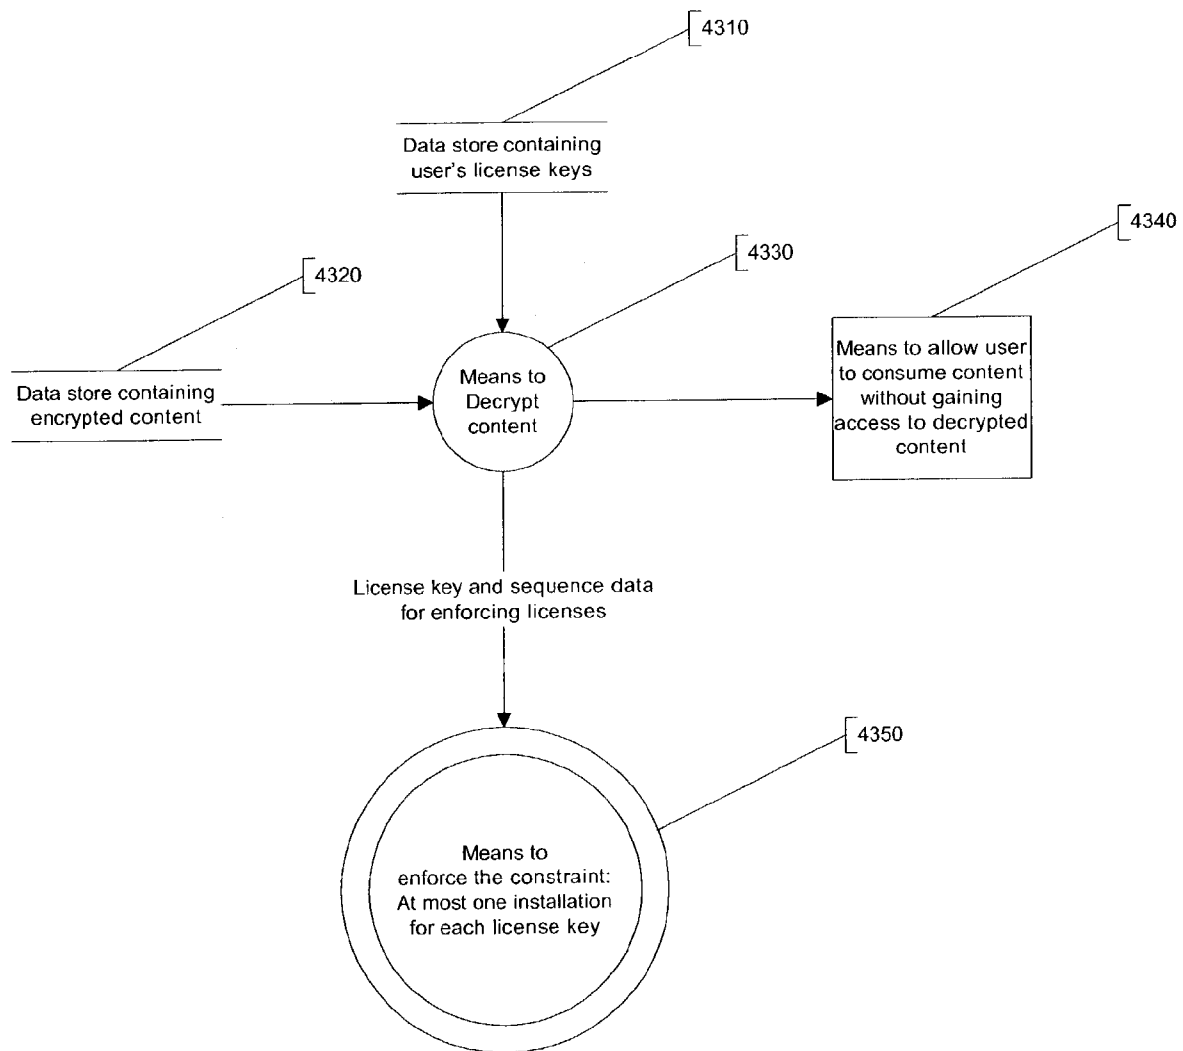 4310
Data store containing
user's license keys
4340
4330
4320
Means to allow user
to consume content
without gaining
access to decrypted
content
Means to
Decrypt
content
Data store containing
encrypted content
License key and sequence data
for enforcing licenses
4350
Means to
enforce the constraint:
At most one installation
for each license key